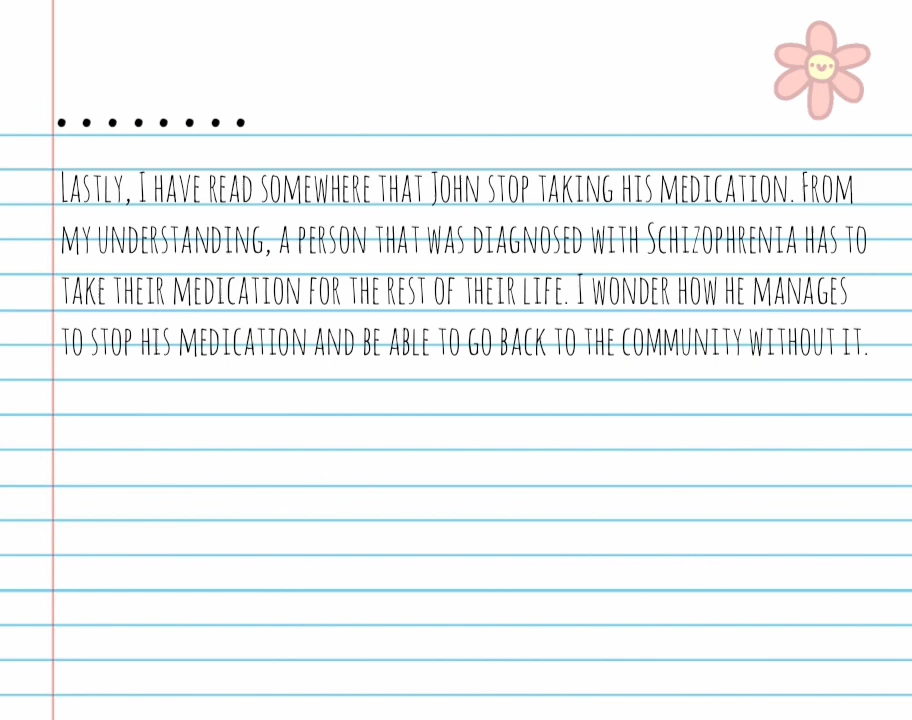 ........
Lastly, I have read somewhere that John stop taking his medication. From
my understanding, a person that was diagnosed with Schizophrenia has to
take their medication for the rest of their life. I wonder how he manages
to stop his medication and be able to go back to the community without it.